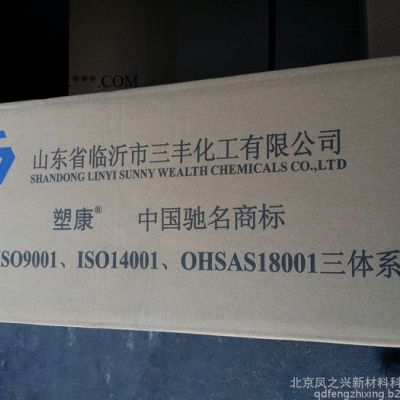 ***.COM
山东省临沂市三丰化工有限公司
SHANDONG LINYI SUNNY WEALTH CHEMICALS CO.,LTD
塑康® 中国驰名商标
ISO9001、ISO14001、OHSAS18001三体系
北京凤之兴新材料科
qdfengzhixing.b2